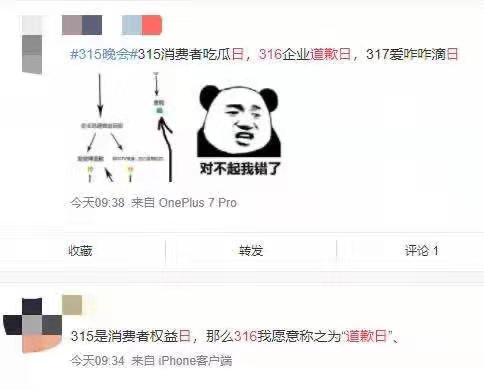 #315晚会#315消费者吃瓜日，316企业道歉日，317爱咋咋滴日
对不起我错了
今天09:38 来自 OnePlus 7 Pro
收藏 转发 评论 1
315是消费者权益日，那么316我愿意称之为“道歉日”、
今天09:34 来自 iPhone客户端